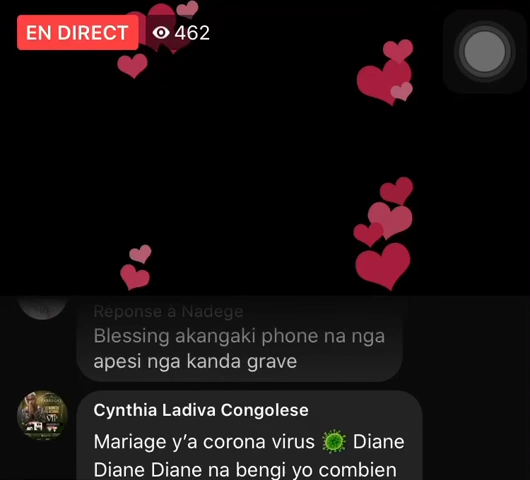 EN DIRECT 462
Réponse à Nadege
Blessing akangaki phone na nga
apesi nga kanda grave
Cynthia Ladiva Congolese
Mariage y’a corona virus 🦠 Diane
Diane Diane na bengi yo combien